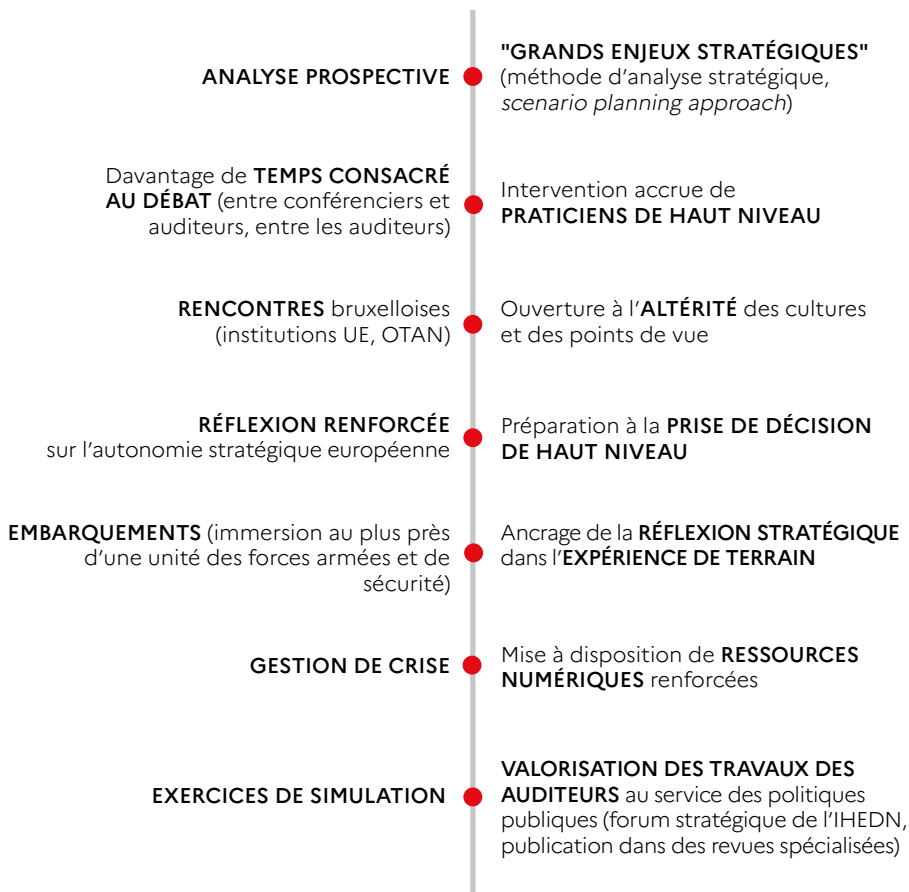 ANALYSE PROSPECTIVE
"GRANDS ENJEUX STRATÉGIQUES"
(méthode d'analyse stratégique,
scenario planning approach)
Davantage de TEMPS CONSACRÉ
AU DÉBAT (entre conférenciers et
auditeurs, entre les auditeurs)
Intervention accrue de
PRATICIENS DE HAUT NIVEAU
RENCONTRES bruxelloises
(institutions UE, OTAN)
Ouverture à l'ALTÉRITÉ des cultures
et des points de vue
RÉFLEXION RENFORCÉE
sur l'autonomie stratégique européenne
Préparation à la PRISE DE DÉCISION
DE HAUT NIVEAU
EMBARQUEMENTS (immersion au plus près
d'une unité des forces armées et de
sécurité)
Ancrage de la RÉFLEXION STRATÉGIQUE
dans l'EXPÉRIENCE DE TERRAIN
GESTION DE CRISE
Mise à disposition de RESSOURCES
NUMÉRIQUES renforcées
EXERCICES DE SIMULATION
VALORISATION DES TRAVAUX DES
AUDITEURS au service des politiques
publiques (forum stratégique de l'IHEDN,
publication dans des revues spécialisées)